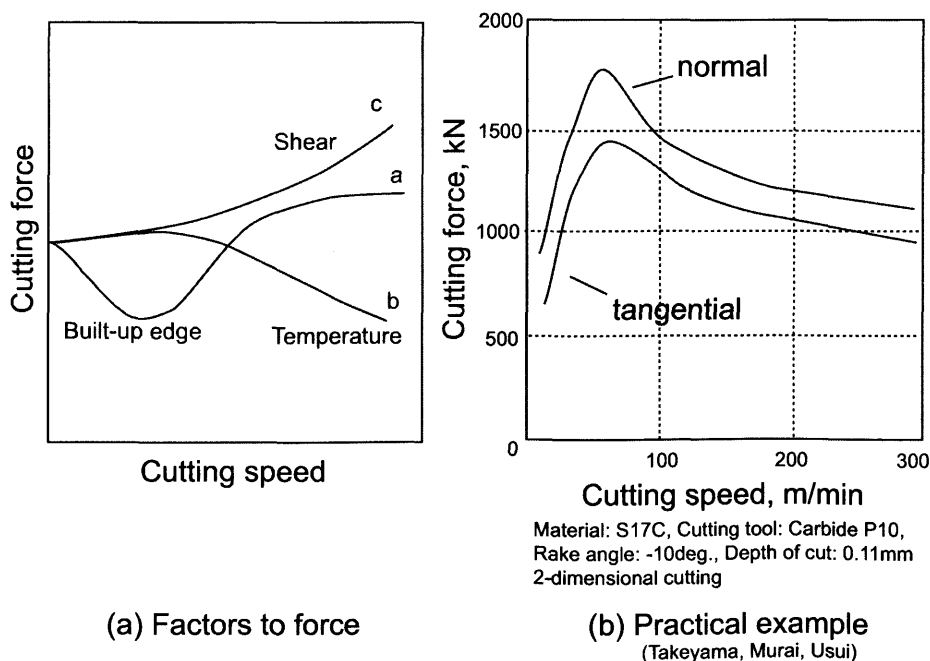 Cutting force
c
Shear
a
b
Built-up edge
Temperature
Cutting speed
(a) Factors to force
Cutting force, kN
2000
1500
1000
500
0
normal
tangential
100
200
300
Cutting speed, m/min
Material: S17C, Cutting tool: Carbide P10,
Rake angle: -10deg., Depth of cut: 0.11mm
2-dimensional cutting
(b) Practical example
(Takeyama, Murai, Usui)